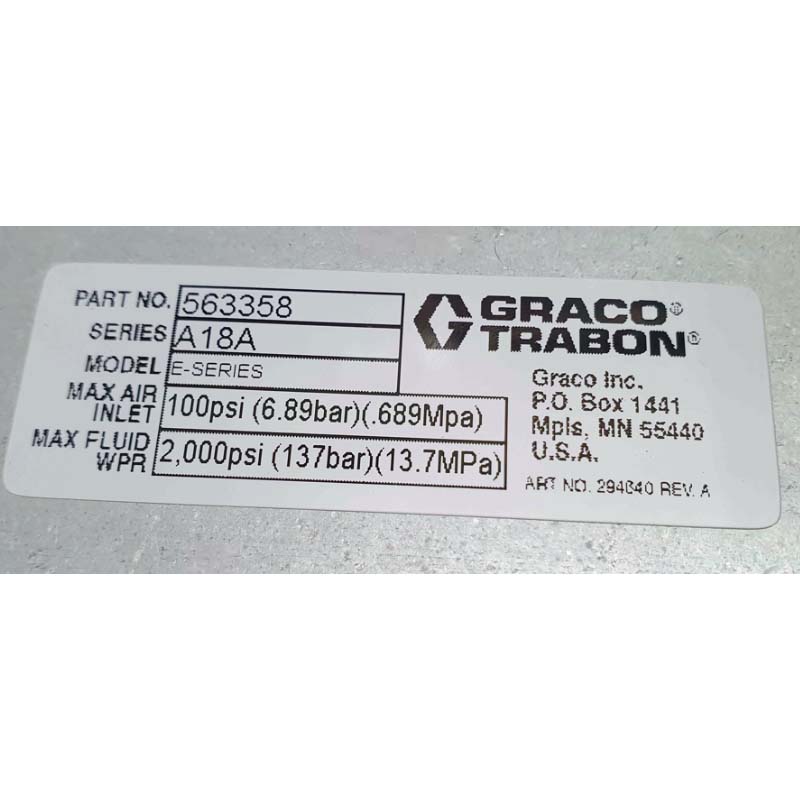 PART NO. 563358
SERIES A18A
MODEL E-SERIES
MAX AIR INLET 100psi (6.89bar)(.689Mpa)
MAX FLUID WPR 2,000psi (137bar)(13.7MPa)
GRACO®
TRABON®
Graco Inc.
P.O. Box 1441
Mpls, MN 55440
U.S.A.
ART NO. 294640 REV. A